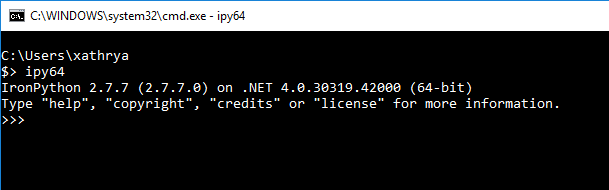 C:\WINDOWS\system32\cmd.exe - ipy64
C:\Users\xathrya
$> ipy64
IronPython 2.7.7 (2.7.7.0) on .NET 4.0.30319.42000 (64-bit)
Type "help", "copyright", "credits" or "license" for more information.
>>>